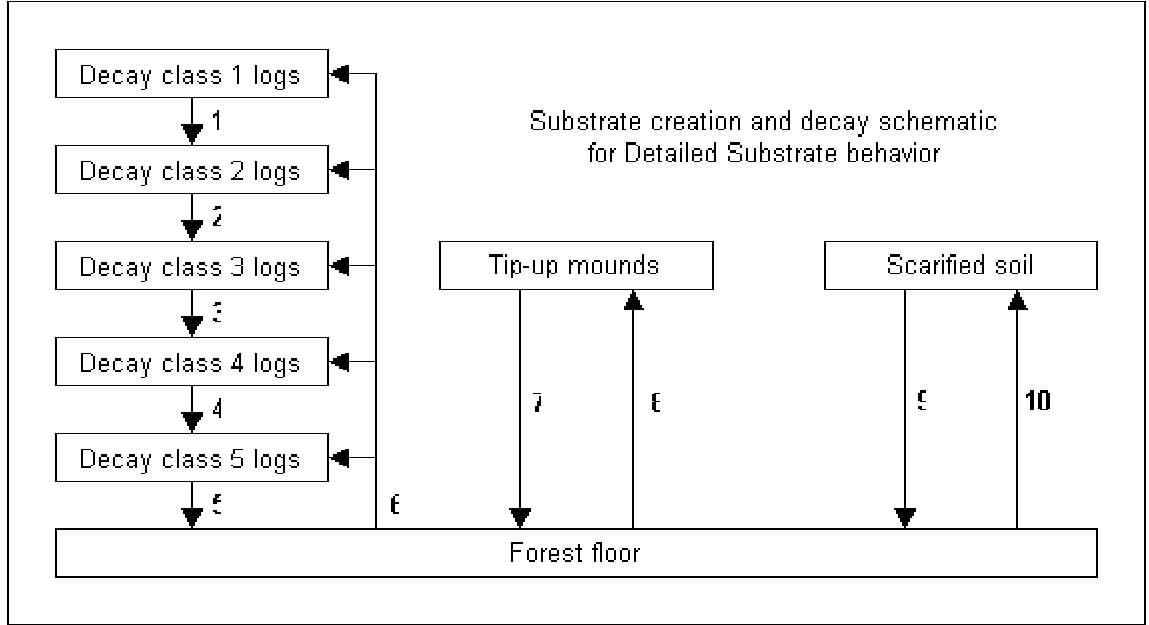 Decay class 1 logs
1
Substrate creation and decay schematic
for Detailed Substrate behavior
Decay class 2 logs
2
Decay class 3 logs
Tip-up mounds
Scarified soil
3
Decay class 4 logs
4
7
8
9
10
Decay class 5 logs
5
6
Forest floor